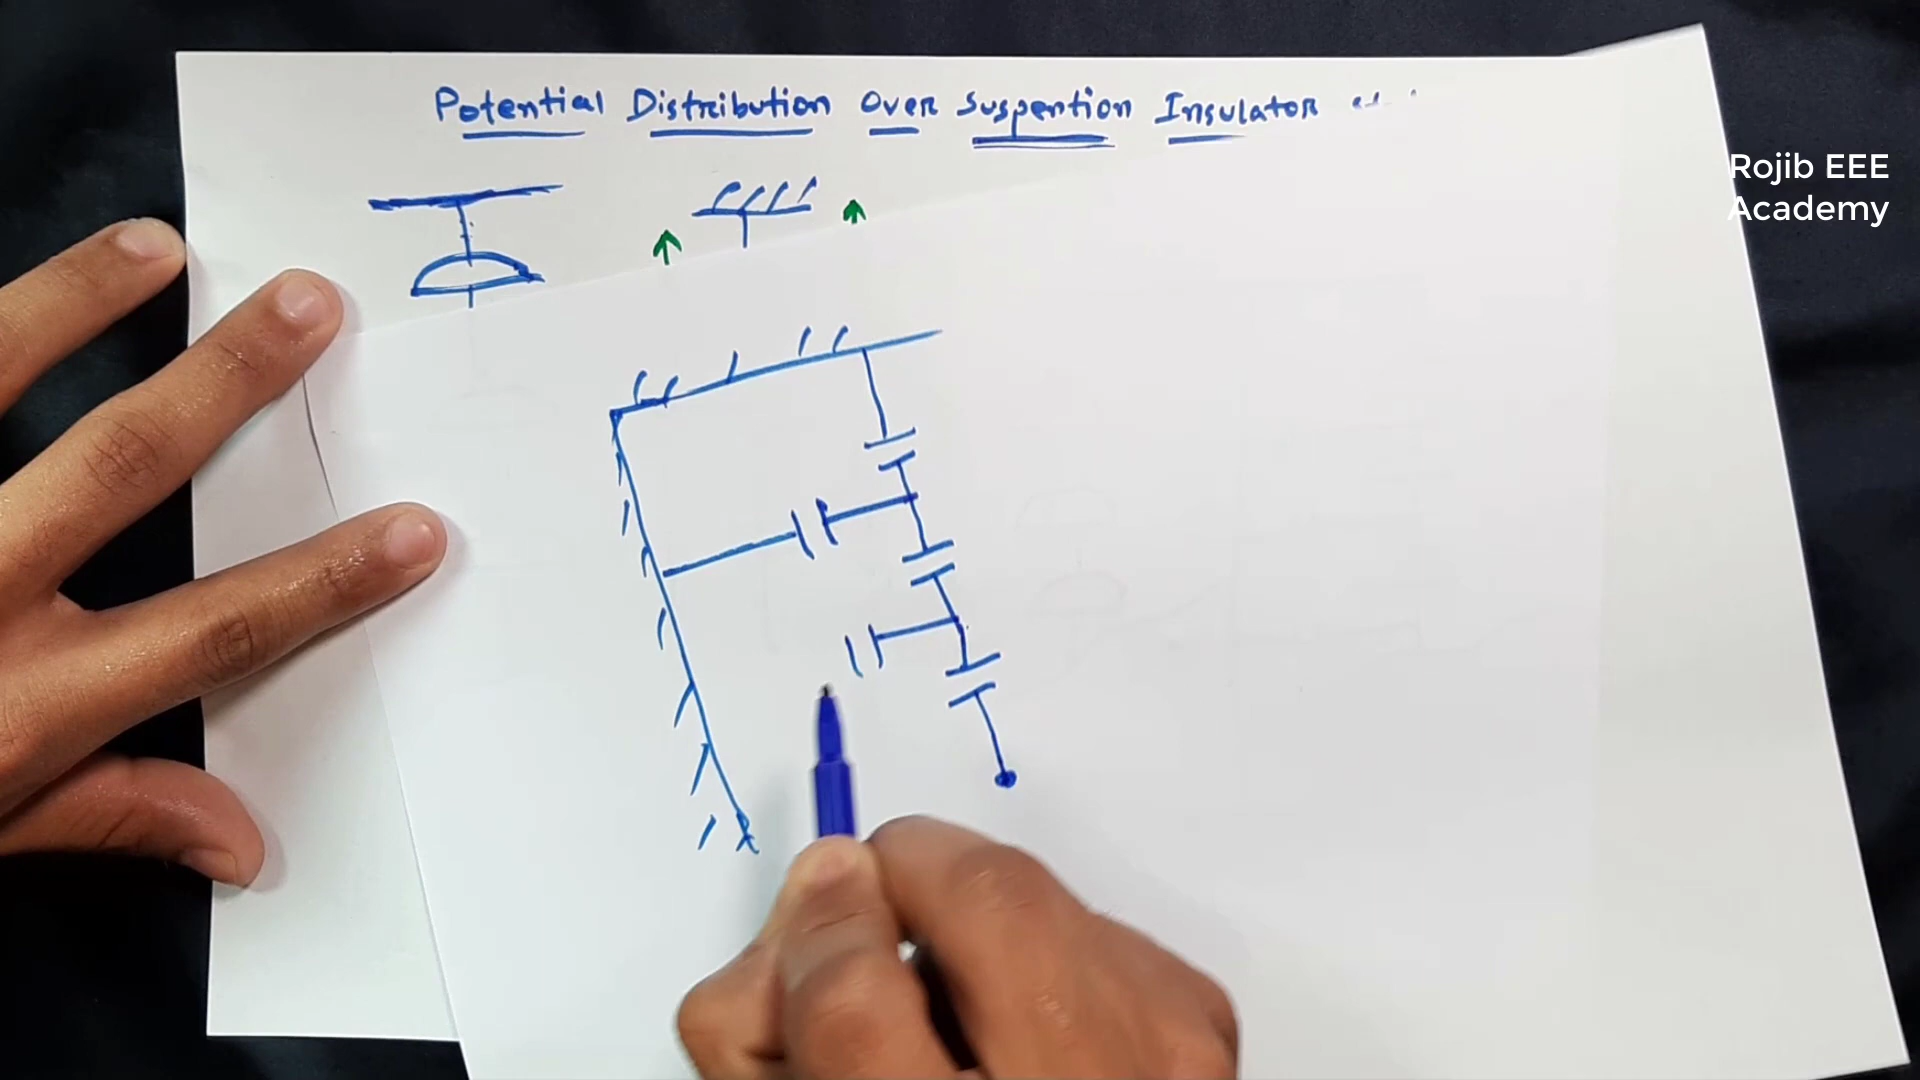 Potential Distribution Over Suspention Insulator
Rojib EEE
Academy